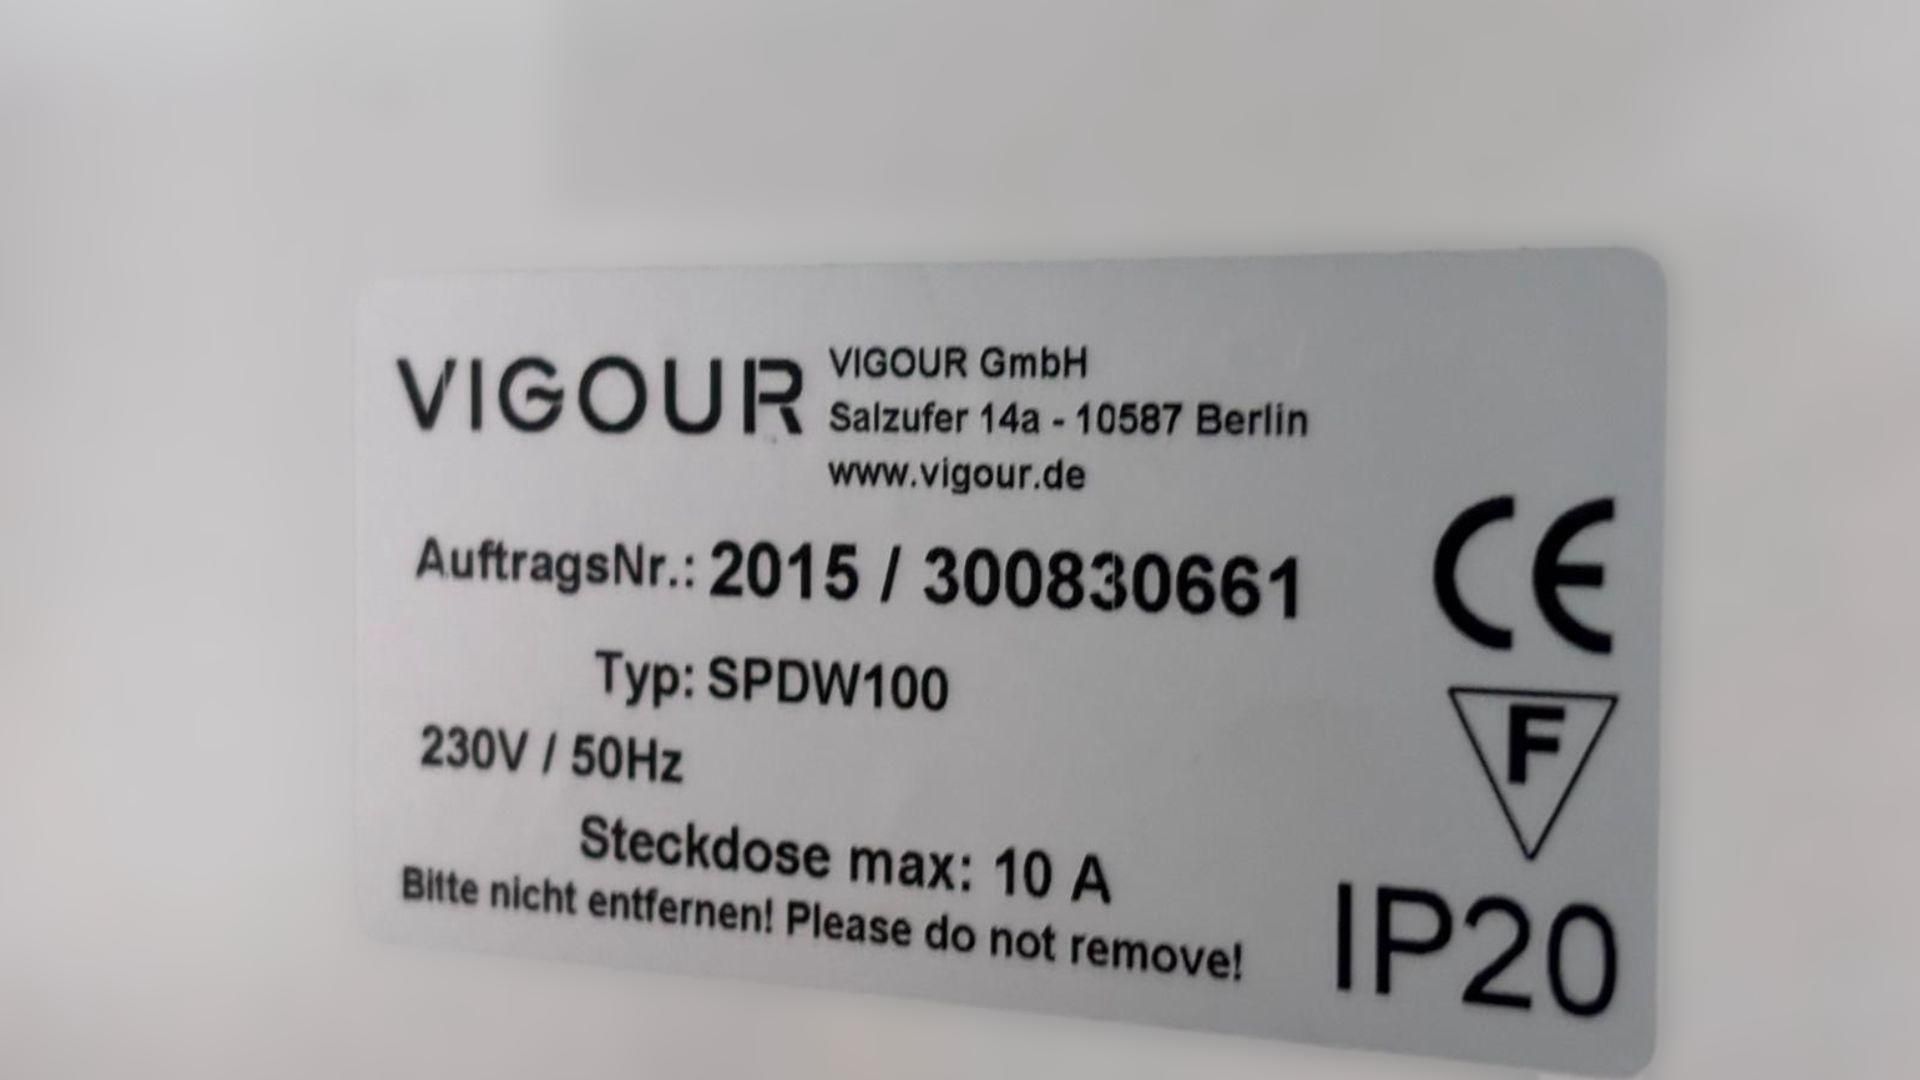 VIGOUR
VIGOUR GmbH
Salzufer 14a - 10587 Berlin
www.vigour.de
AuftragsNr.: 2015 / 300830661
Typ: SPDW100
230V / 50Hz
Steckdose max: 10 A
Bitte nicht entfernen! Please do not remove!
CE
F
IP20